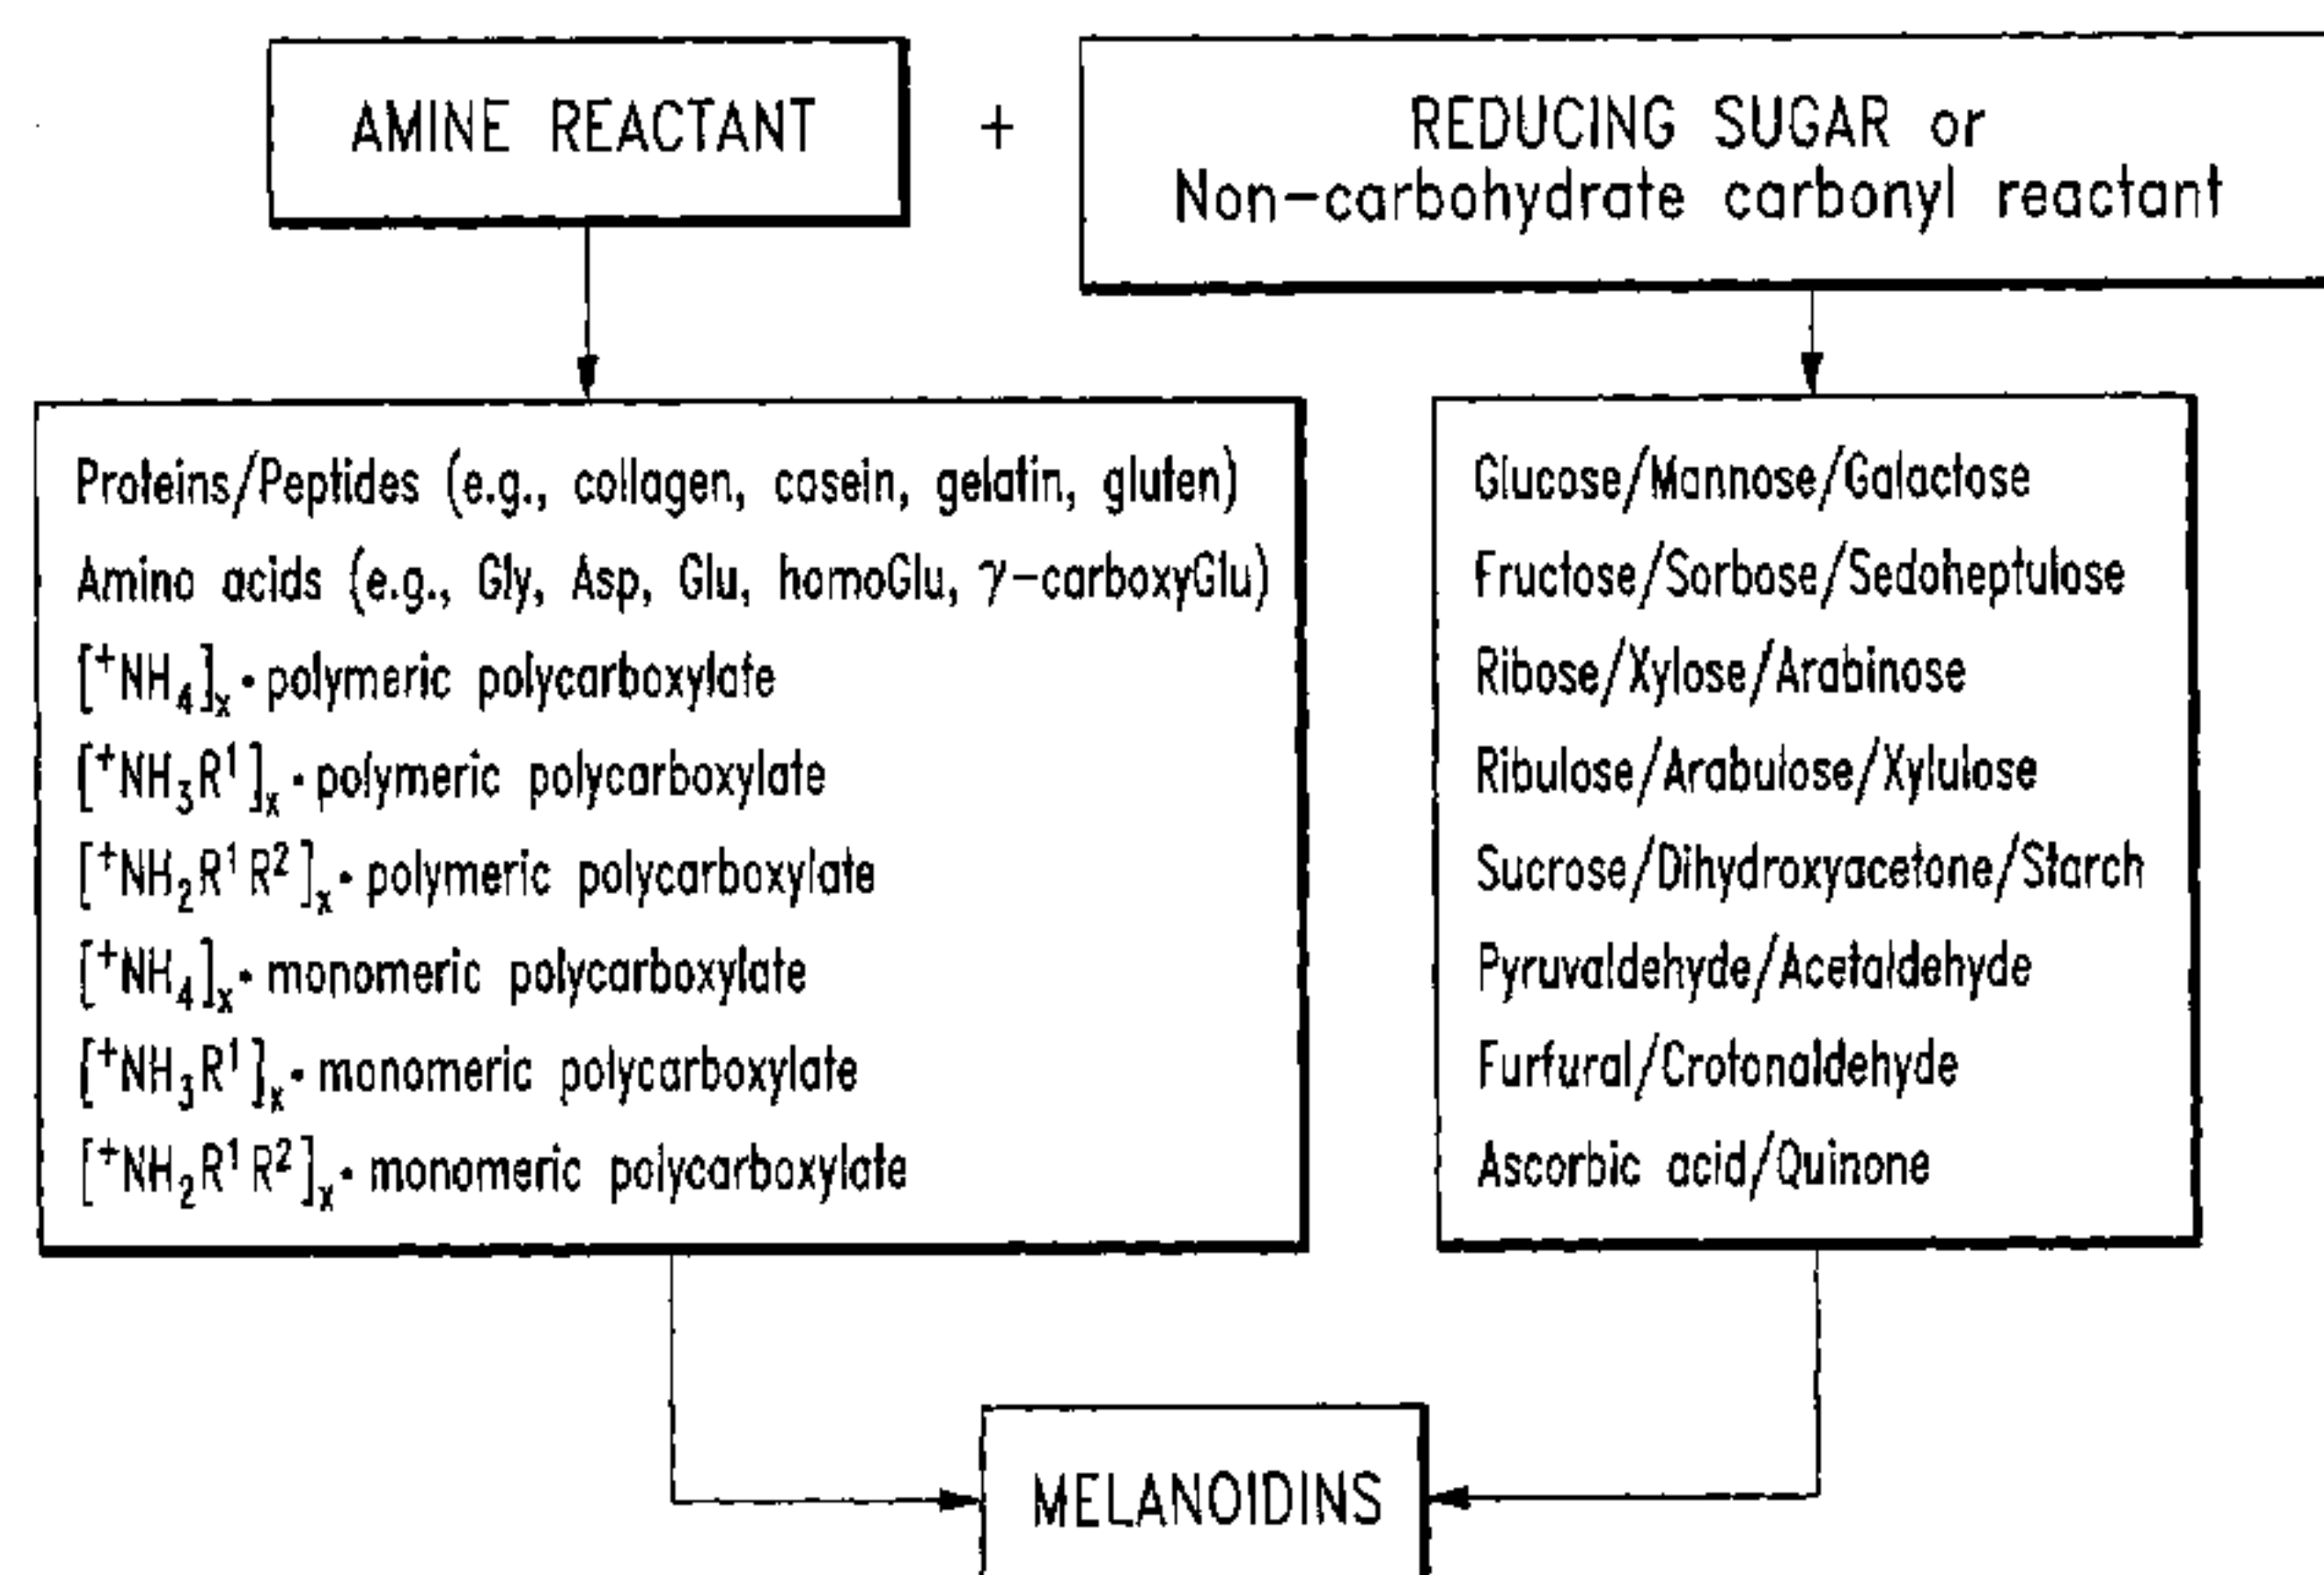 AMINE REACTANT
+
REDUCING SUGAR or
Non-carbohydrate carbonyl reactant
Proteins/Peptides (e.g., collagen, casein, gelatin, gluten)
Amino acids (e.g., Gly, Asp, Glu, homoGlu, γ-carboxyGlu)
[⁺NH₄]ₓ• polymeric polycarboxylate
[⁺NH₃R¹]ₓ• polymeric polycarboxylate
[⁺NH₂R¹R²]ₓ• polymeric polycarboxylate
[⁺NH₄]ₓ• monomeric polycarboxylate
[⁺NH₃R¹]ₓ• monomeric polycarboxylate
[⁺NH₂R¹R²]ₓ• monomeric polycarboxylate
Glucose/Mannose/Galactose
Fructose/Sorbose/Sedoheptulose
Ribose/Xylose/Arabinose
Ribulose/Arabulose/Xylulose
Sucrose/Dihydroxyacetone/Starch
Pyruvaldehyde/Acetaldehyde
Furfural/Crotonaldehyde
Ascorbic acid/Quinone
MELANOIDINS